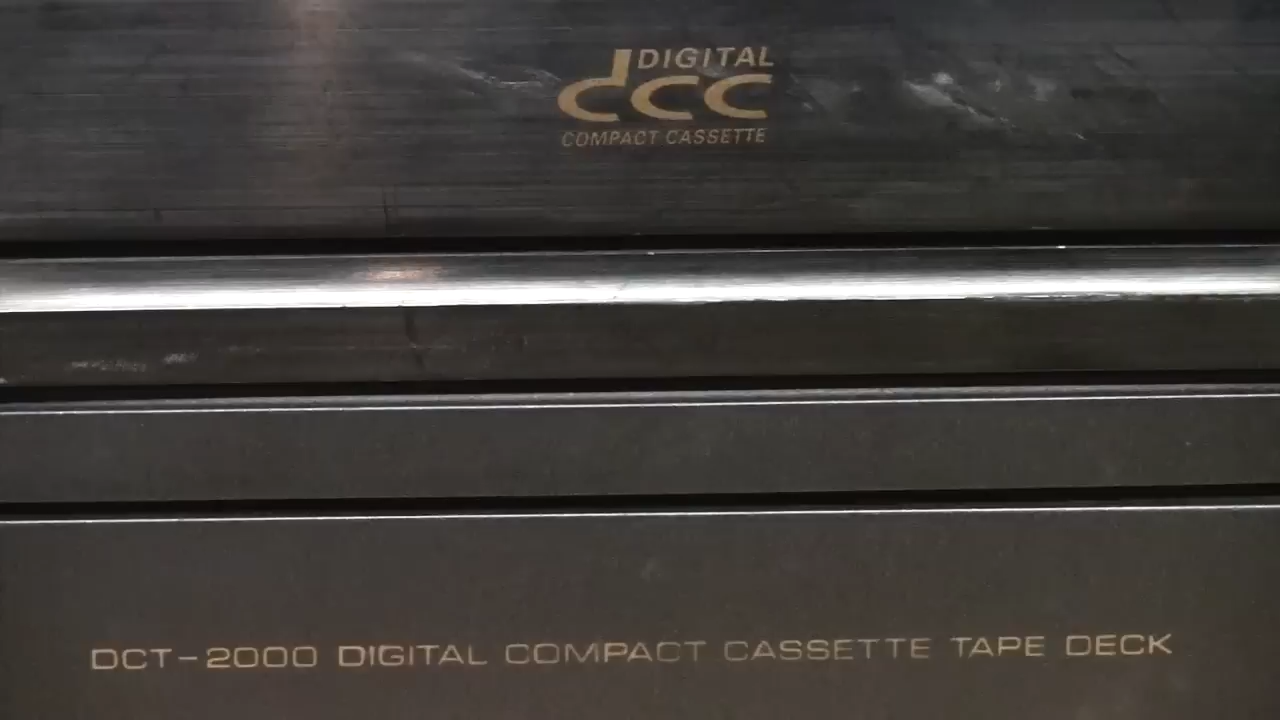 DIGITAL
dcc
COMPACT CASSETTE
DCT-2000 DIGITAL COMPACT CASSETTE TAPE DECK